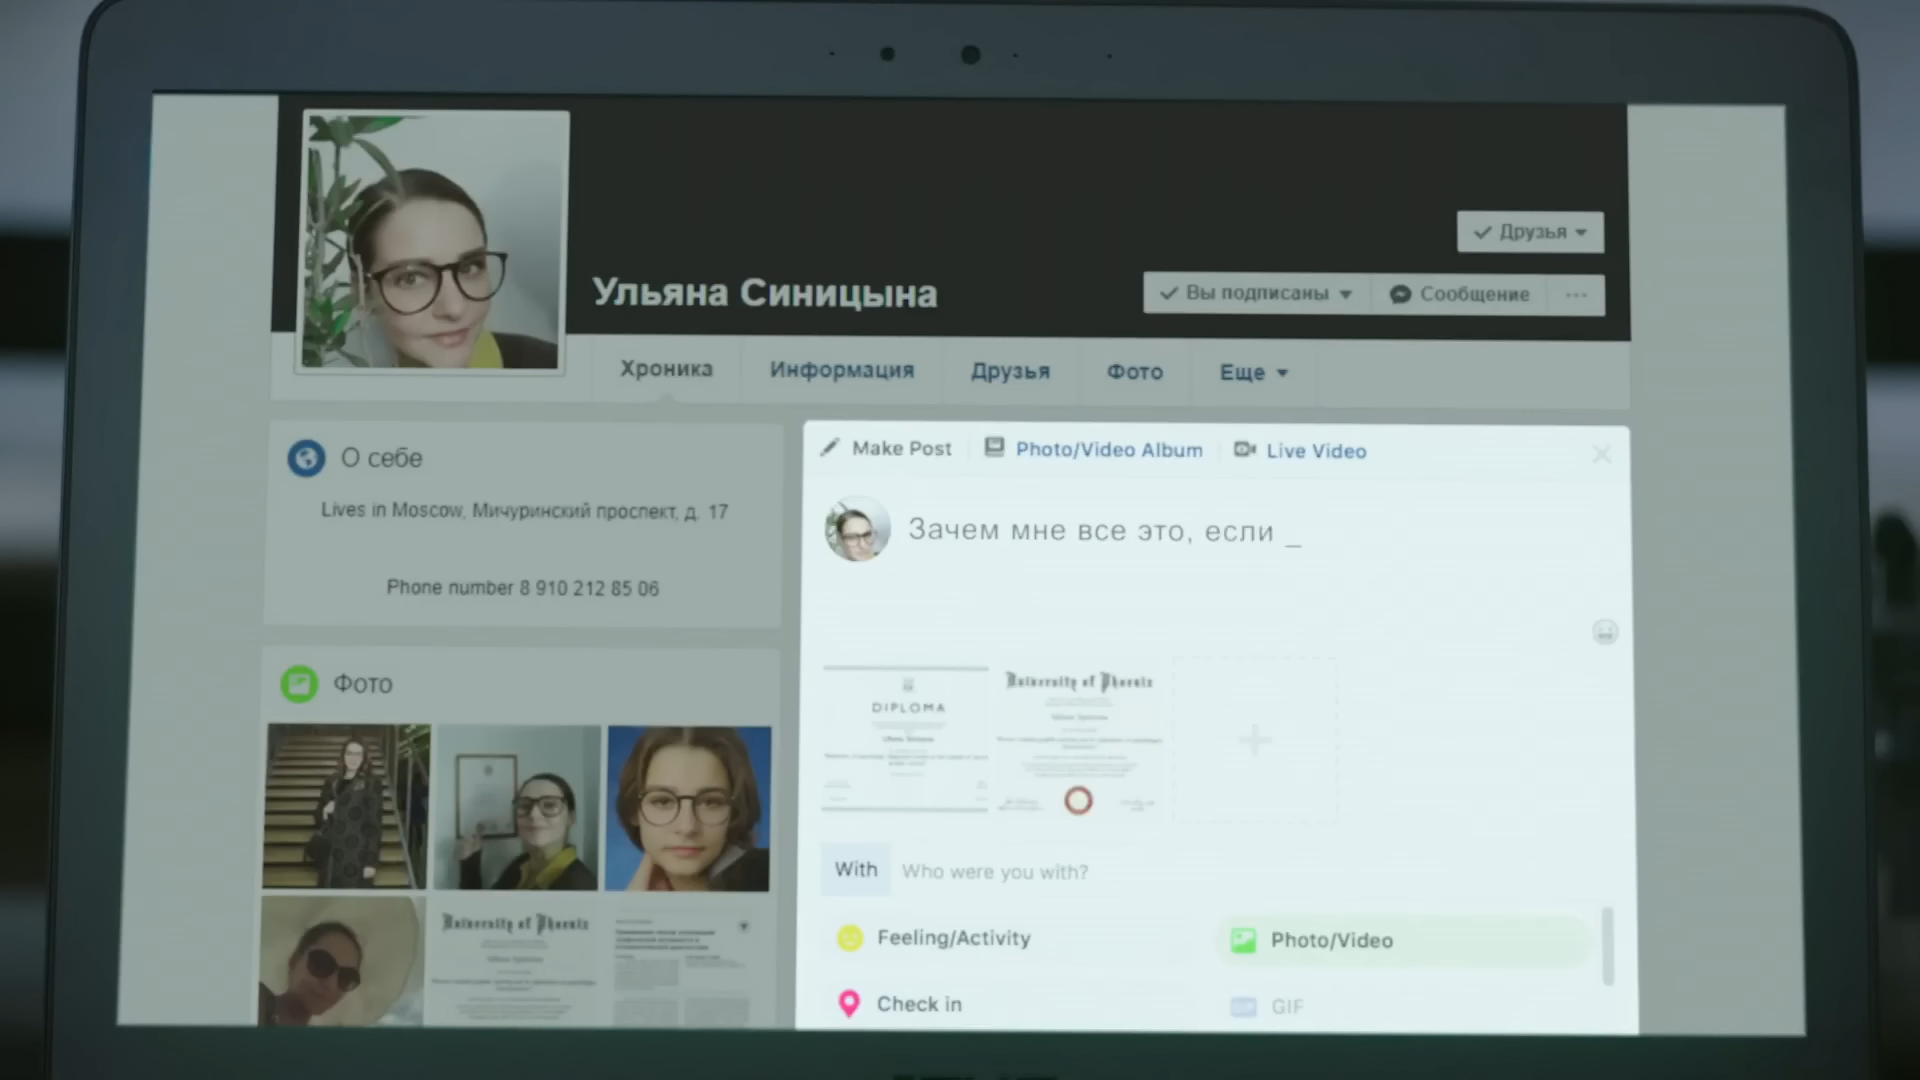 Друзья
Ульяна Синицына
Вы подписаны
Сообщение
Хроника
Информация
Друзья
Фото
Еще
О себе
Lives in Moscow, Мичуринский проспект, д. 17
Phone number 8 910 212 85 06
Фото
University of Phoenix
Make Post
Photo/Video Album
Live Video
Зачем мне все это, если _
DIPLOMA
University of Phoenix
With
Who were you with?
Feeling/Activity
Photo/Video
Check in
GIF